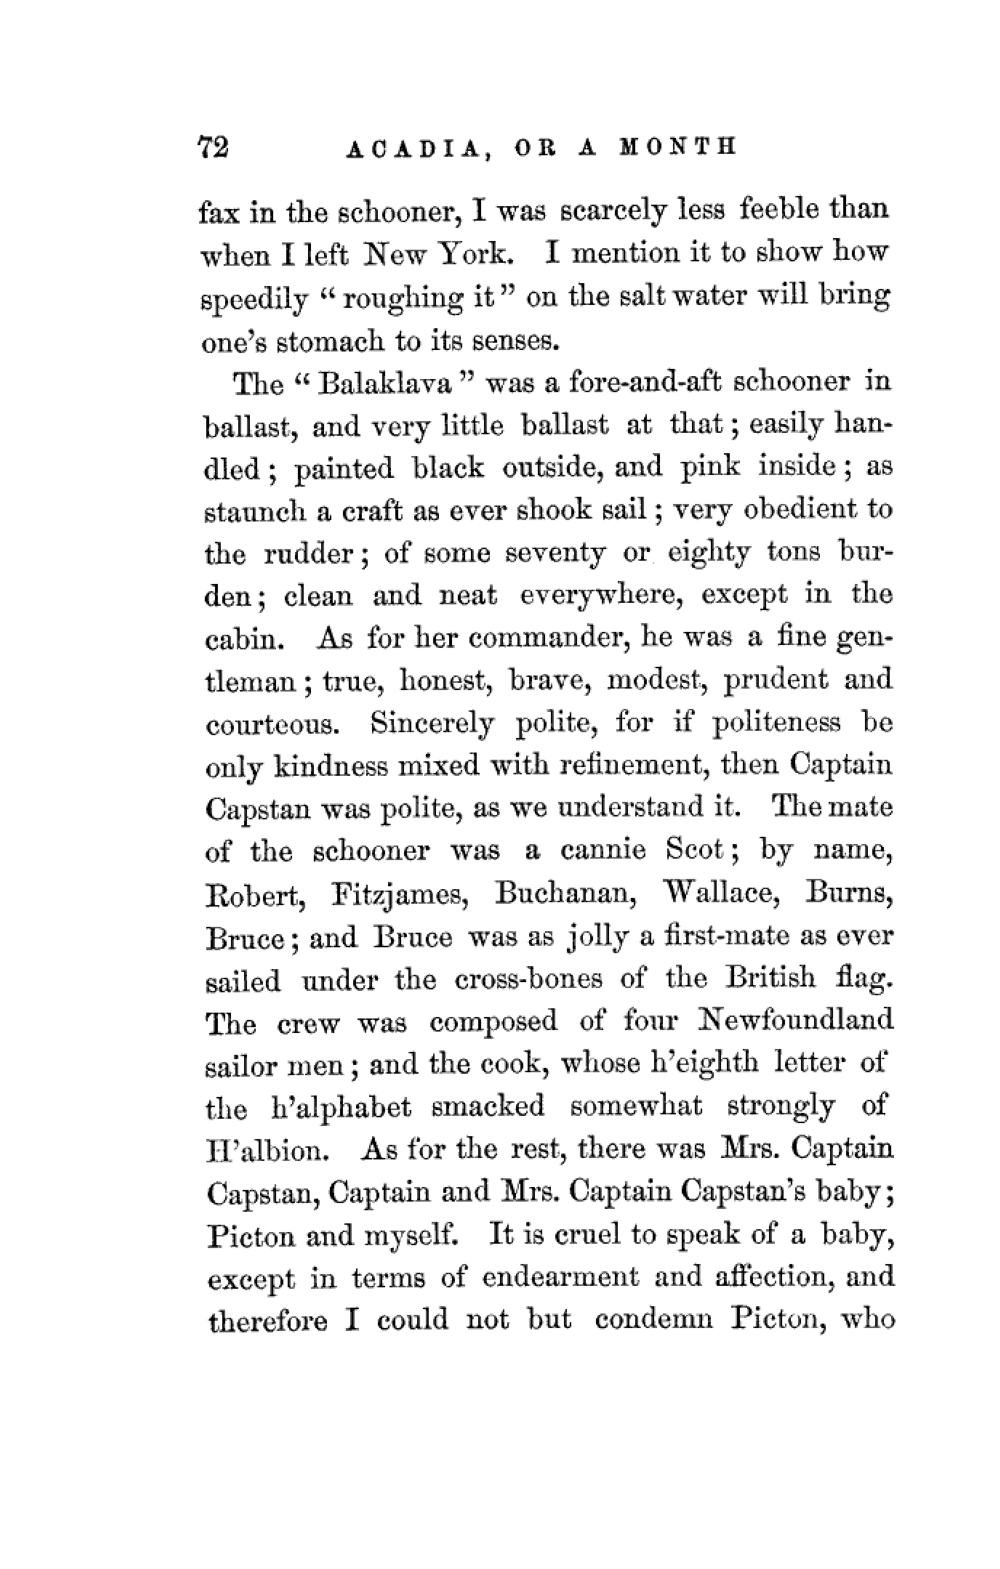 72 ACADIA, OR A MONTH
fax in the schooner, I was scarcely less feeble than
when I left New York. I mention it to show how
speedily “ roughing it ” on the salt water will bring
one’s stomach to its senses.
The “ Balaklava ” was a fore-and-aft schooner in
ballast, and very little ballast at that ; easily han-
dled ; painted black outside, and pink inside ; as
staunch a craft as ever shook sail ; very obedient to
the rudder ; of some seventy or eighty tons bur-
den ; clean and neat everywhere, except in the
cabin. As for her commander, he was a fine gen-
tleman ; true, honest, brave, modest, prudent and
courteous. Sincerely polite, for if politeness be
only kindness mixed with refinement, then Captain
Capstan was polite, as we understand it. The mate
of the schooner was a cannie Scot ; by name,
Robert, Fitzjames, Buchanan, Wallace, Burns,
Bruce ; and Bruce was as jolly a first-mate as ever
sailed under the cross-bones of the British flag.
The crew was composed of four Newfoundland
sailor men ; and the cook, whose h’eighth letter of
the h’alphabet smacked somewhat strongly of
H’albion. As for the rest, there was Mrs. Captain
Capstan, Captain and Mrs. Captain Capstan’s baby ;
Picton and myself. It is cruel to speak of a baby,
except in terms of endearment and affection, and
therefore I could not but condemn Picton, who